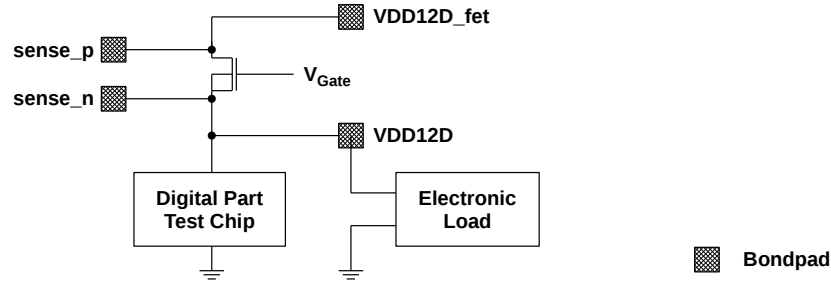 VDD12D_fet
sense_p
V_Gate
sense_n
VDD12D
Digital Part
Test Chip
Electronic
Load
Bondpad